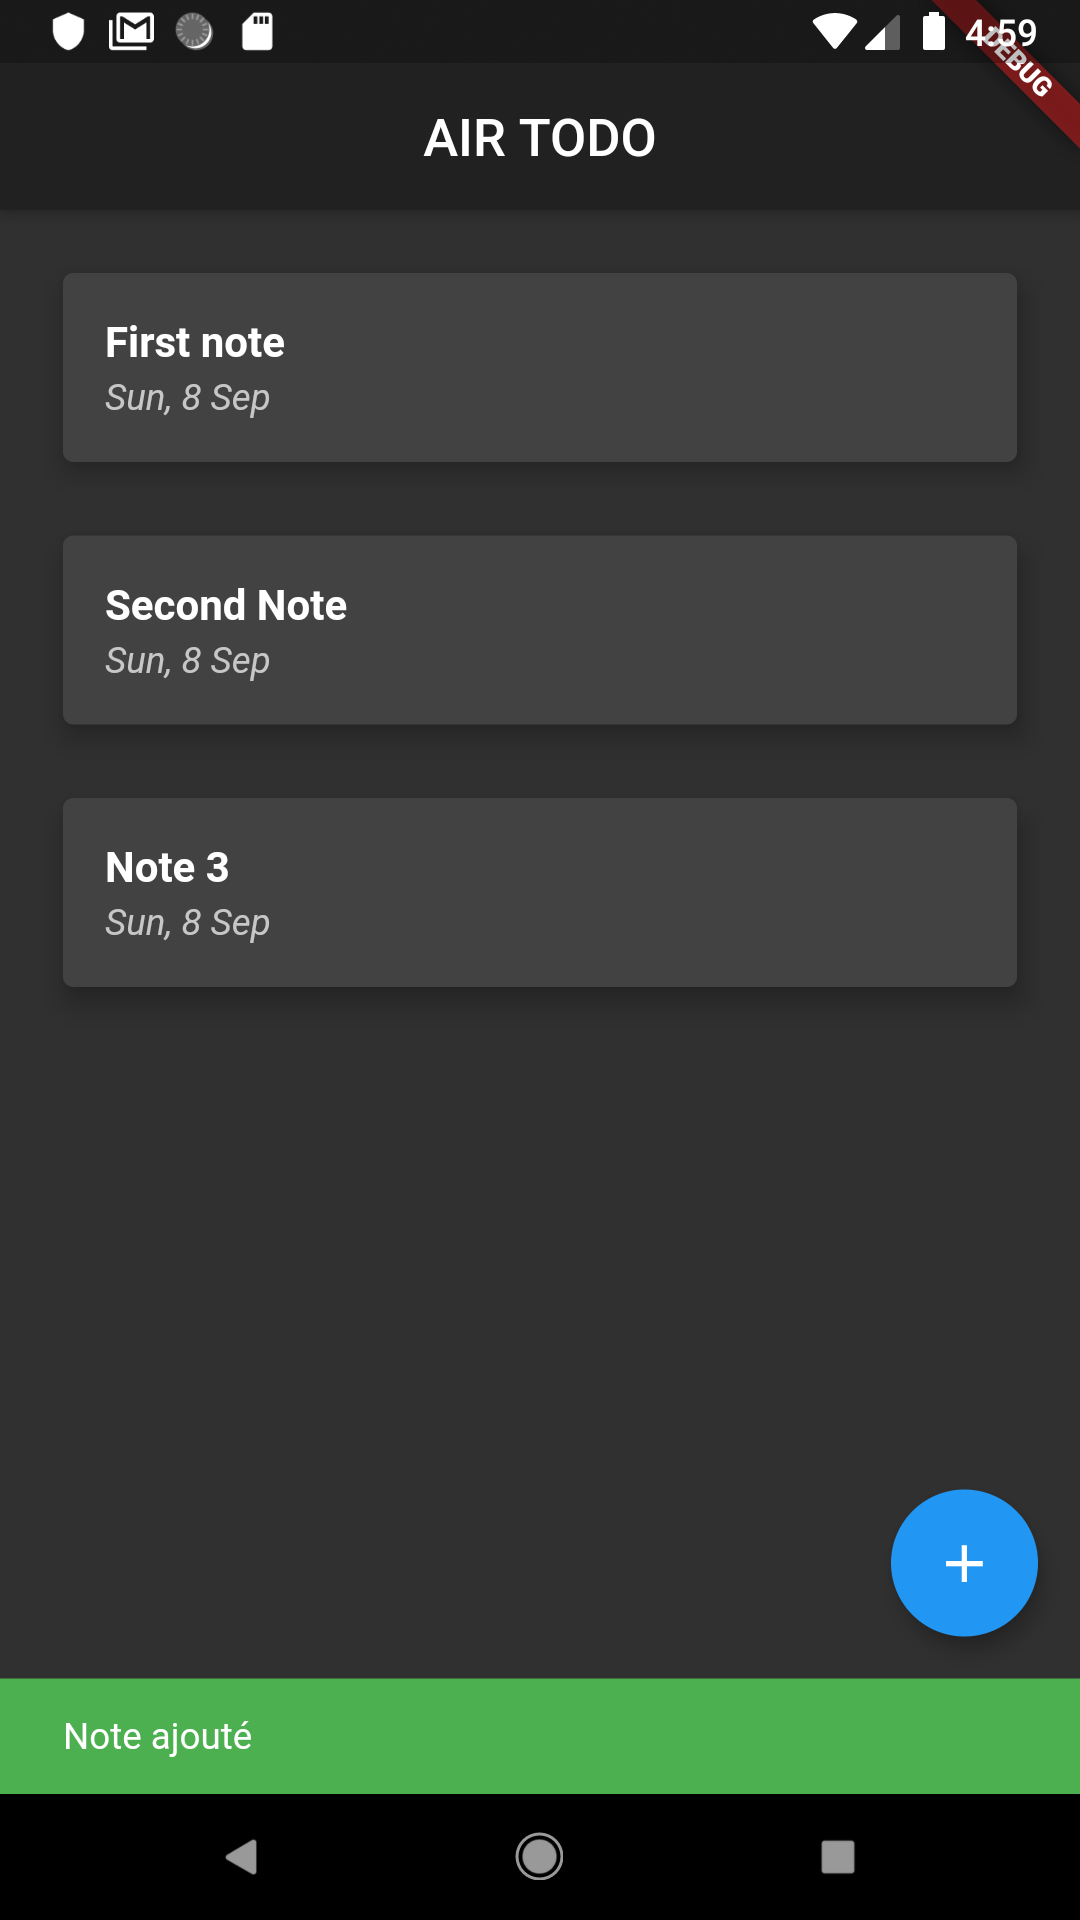 4:59
DEBUG
AIR TODO
First note
Sun, 8 Sep
Second Note
Sun, 8 Sep
Note 3
Sun, 8 Sep
Note ajouté